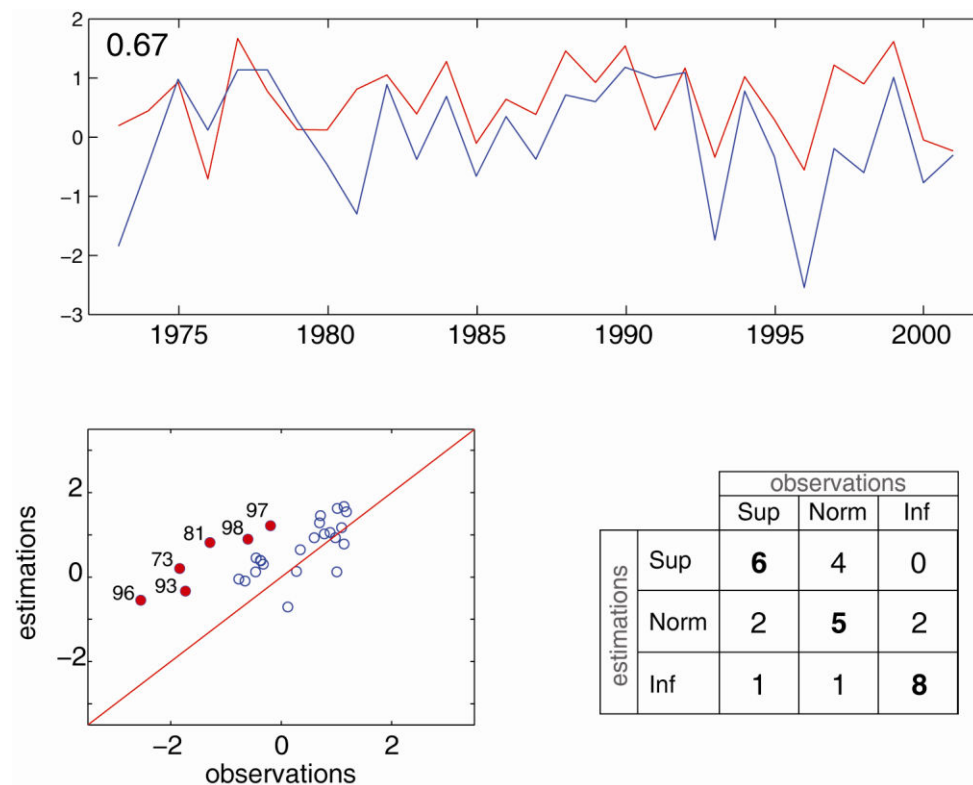 2
0.67
1
0
−1
−2
−3
1975 1980 1985 1990 1995 2000
estimations
2
0
−2
97
98
81
73
93
96
−2 0 2
observations
observations
Sup Norm Inf
estimations
Sup 6 4 0
Norm 2 5 2
Inf 1 1 8